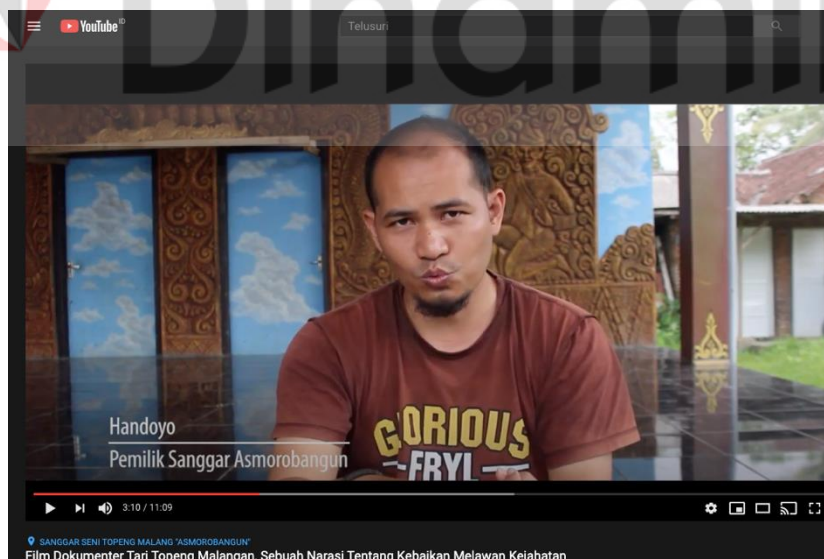 YouTube ID
Telusuri
Dinamik
Handoyo
Pemilik Sanggar Asmorobangun
GLORIOUS
FRYL
3:10 / 11:09
SANGGAR SENI TOPENG MALANG "ASMOROBANGUN"
Film Dokumenter Tari Topeng Malangan, Sebuah Narasi Tentang Kebaikan Melawan Kejahatan